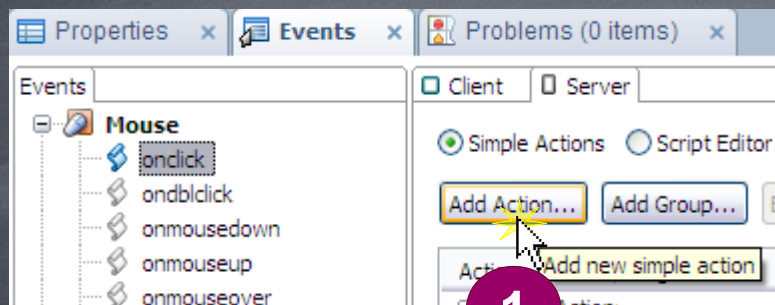 Properties Events Problems (0 items)
Events
Client Server
Mouse
onclick
Simple Actions Script Editor
ondblclick
Add Action... Add Group...
onmousedown
onmouseup
Add new simple action
onmouseover
1